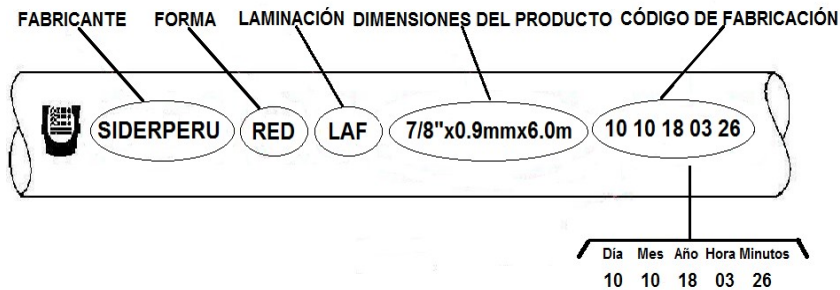 FABRICANTE FORMA LAMINACIÓN DIMENSIONES DEL PRODUCTO CÓDIGO DE FABRICACIÓN
SIDERPERU RED LAF 7/8"x0.9mmx6.0m 10 10 18 03 26
Día Mes Año Hora Minutos
10 10 18 03 26